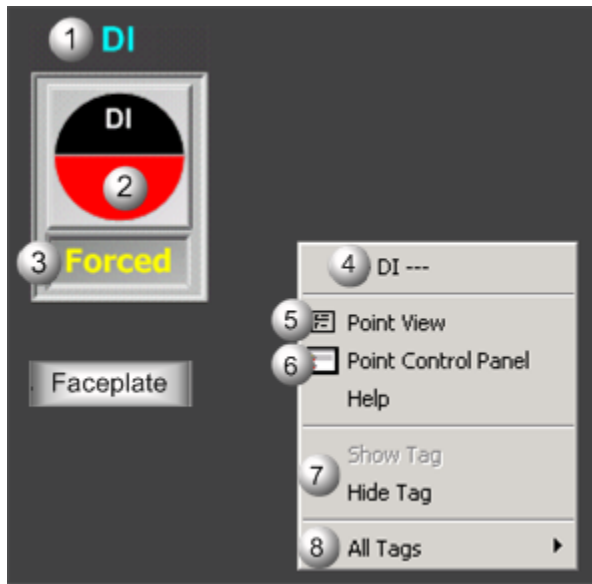 1 DI
DI
2
3 Forced
Faceplate
4 DI ---
5 Point View
6 Point Control Panel
Help
Show Tag
7
Hide Tag
8 All Tags